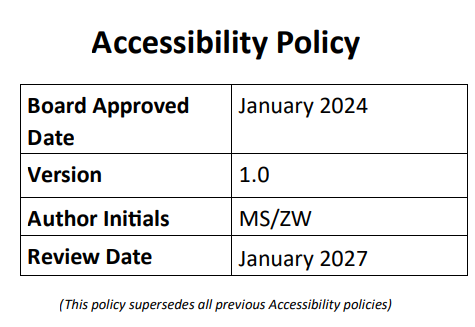 Accessibility Policy
Board Approved January 2024
Date
Version 1.0
Author Initials MS/ZW
Review Date January 2027
(This policy supersedes all previous Accessibility policies)